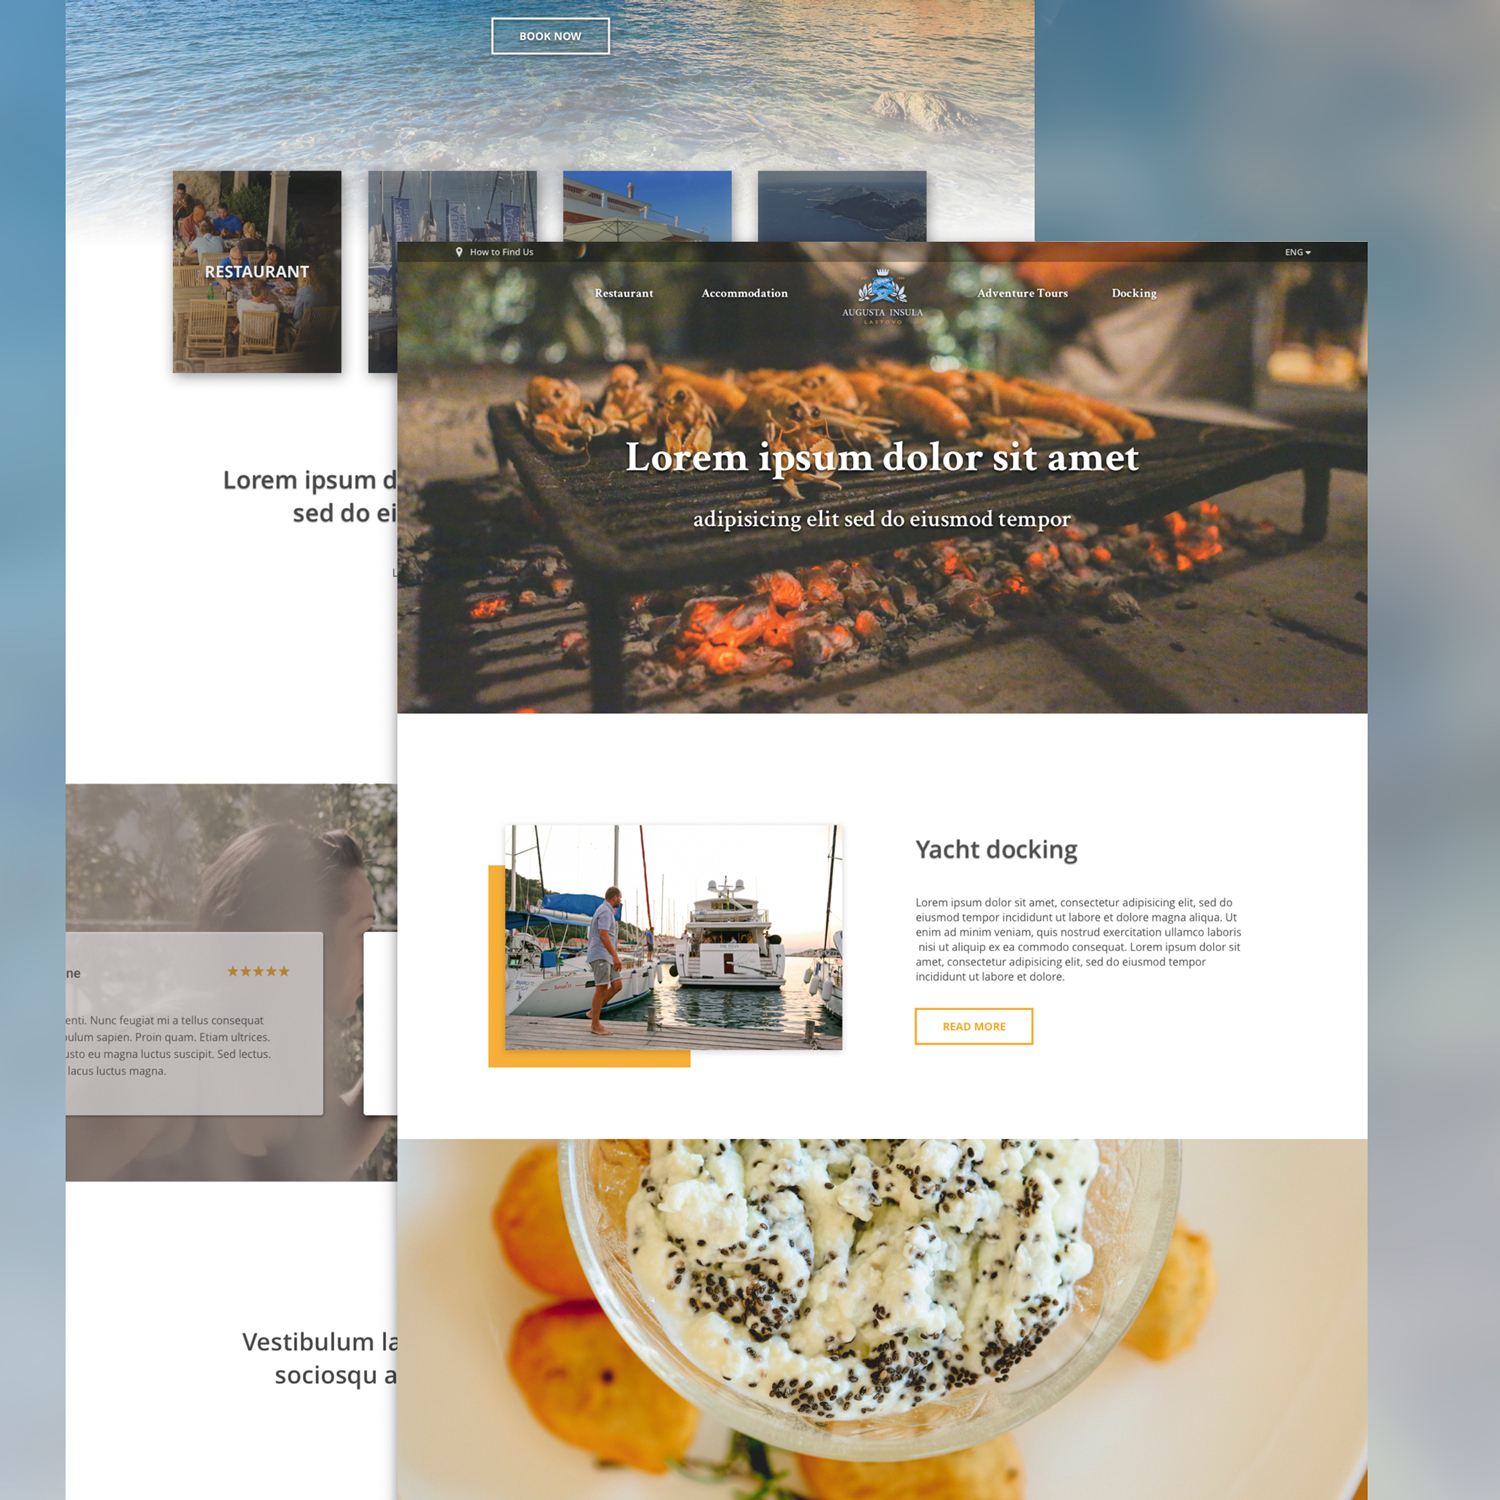 BOOK NOW
RESTAURANT
Lorem ipsum d
sed do ei
L
ne
enti. Nunc feugiat mi a tellus consequat
bulum sapien. Proin quam. Etiam ultrices.
usto eu magna luctus suscipit. Sed lectus.
lacus luctus magna.
Vestibulum la
sociosqu a
How to Find Us
ENG
Restaurant
Accommodation
AUGUSTA INSULA
LASTOVO
Adventure Tours
Docking
Lorem ipsum dolor sit amet
adipisicing elit sed do eiusmod tempor
Yacht docking
Lorem ipsum dolor sit amet, consectetur adipisicing elit, sed do
eiusmod tempor incididunt ut labore et dolore magna aliqua. Ut
enim ad minim veniam, quis nostrud exercitation ullamco laboris
nisi ut aliquip ex ea commodo consequat. Lorem ipsum dolor sit
amet, consectetur adipisicing elit, sed do eiusmod tempor
incididunt ut labore et dolore.
READ MORE